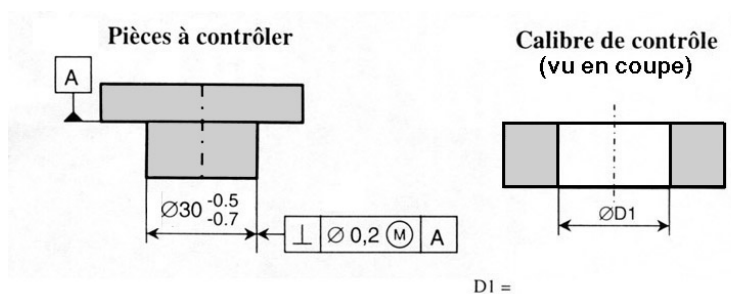 Pièces à contrôler
Calibre de contrôle
(vu en coupe)
A
Ø30 -0.5
-0.7
⊥ Ø 0,2 Ⓜ A
ØD1
D1 =